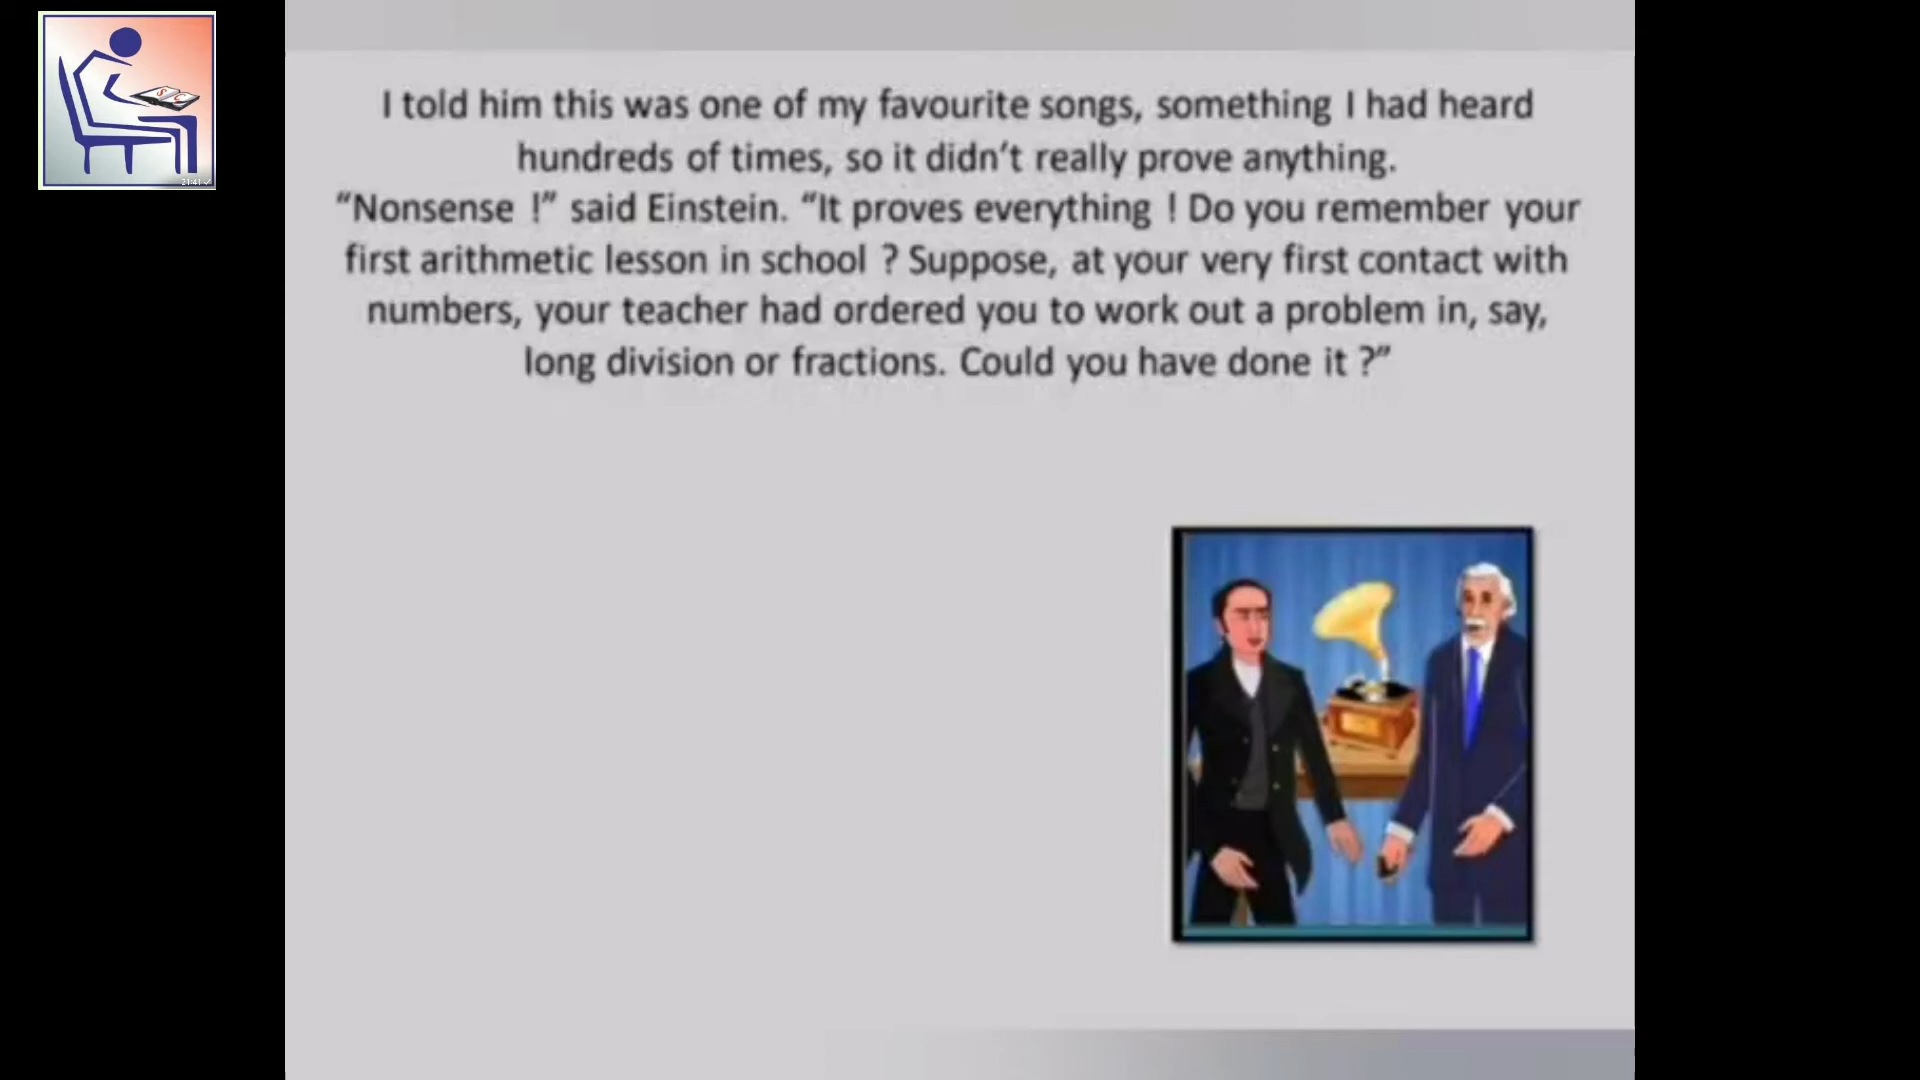 I told him this was one of my favourite songs, something I had heard
hundreds of times, so it didn’t really prove anything.
“Nonsense !” said Einstein. “It proves everything ! Do you remember your
first arithmetic lesson in school ? Suppose, at your very first contact with
numbers, your teacher had ordered you to work out a problem in, say,
long division or fractions. Could you have done it ?”
S C
21:41